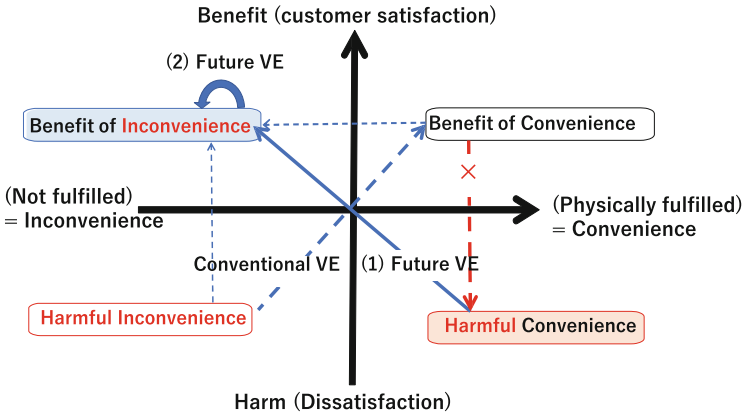 Benefit (customer satisfaction)
(2) Future VE
Benefit of Inconvenience
Benefit of Convenience
×
(Not fulfilled)
= Inconvenience
(Physically fulfilled)
= Convenience
Conventional VE
(1) Future VE
Harmful Inconvenience
Harmful Convenience
Harm (Dissatisfaction)